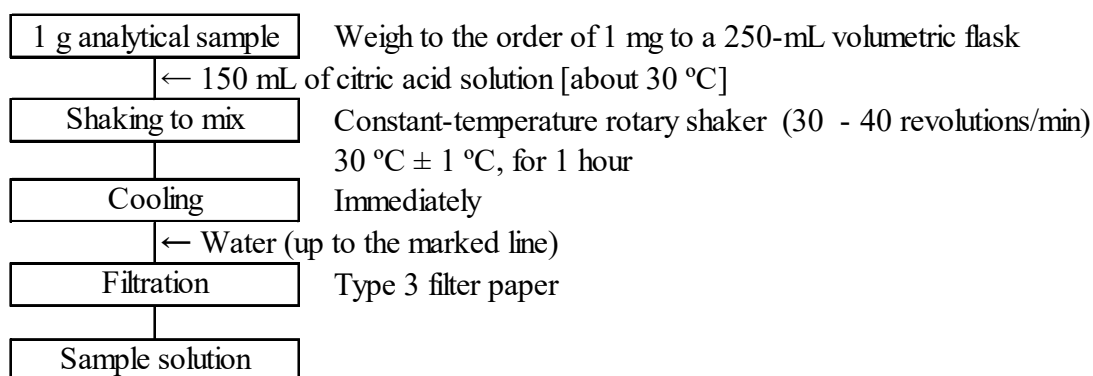 1 g analytical sample Weigh to the order of 1 mg to a 250-mL volumetric flask
← 150 mL of citric acid solution [about 30 ºC]
Shaking to mix Constant-temperature rotary shaker (30 - 40 revolutions/min)
30 ºC ± 1 ºC, for 1 hour
Cooling Immediately
← Water (up to the marked line)
Filtration Type 3 filter paper
Sample solution